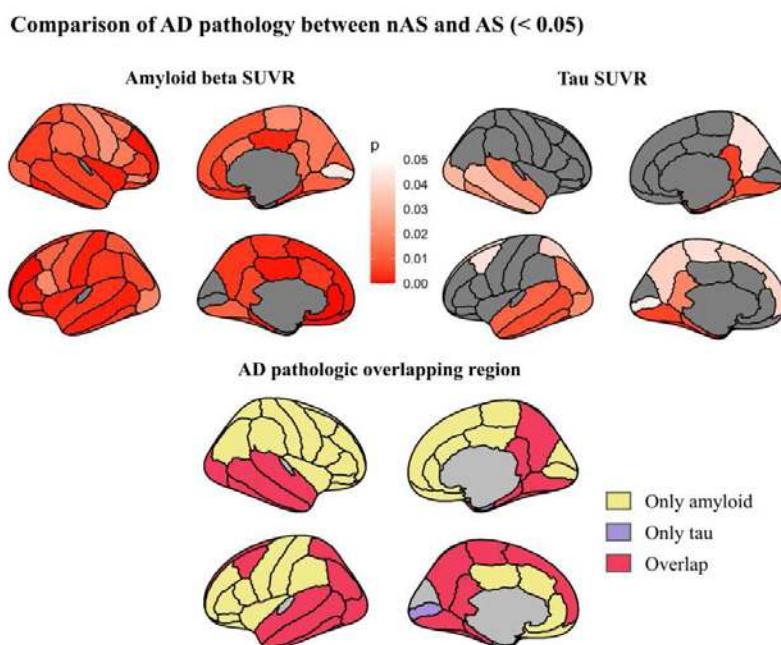 Comparison of AD pathology between nAS and AS (< 0.05)
Amyloid beta SUVR
Tau SUVR
p
0.05
0.04
0.03
0.02
0.01
0.00
AD pathologic overlapping region
Only amyloid
Only tau
Overlap